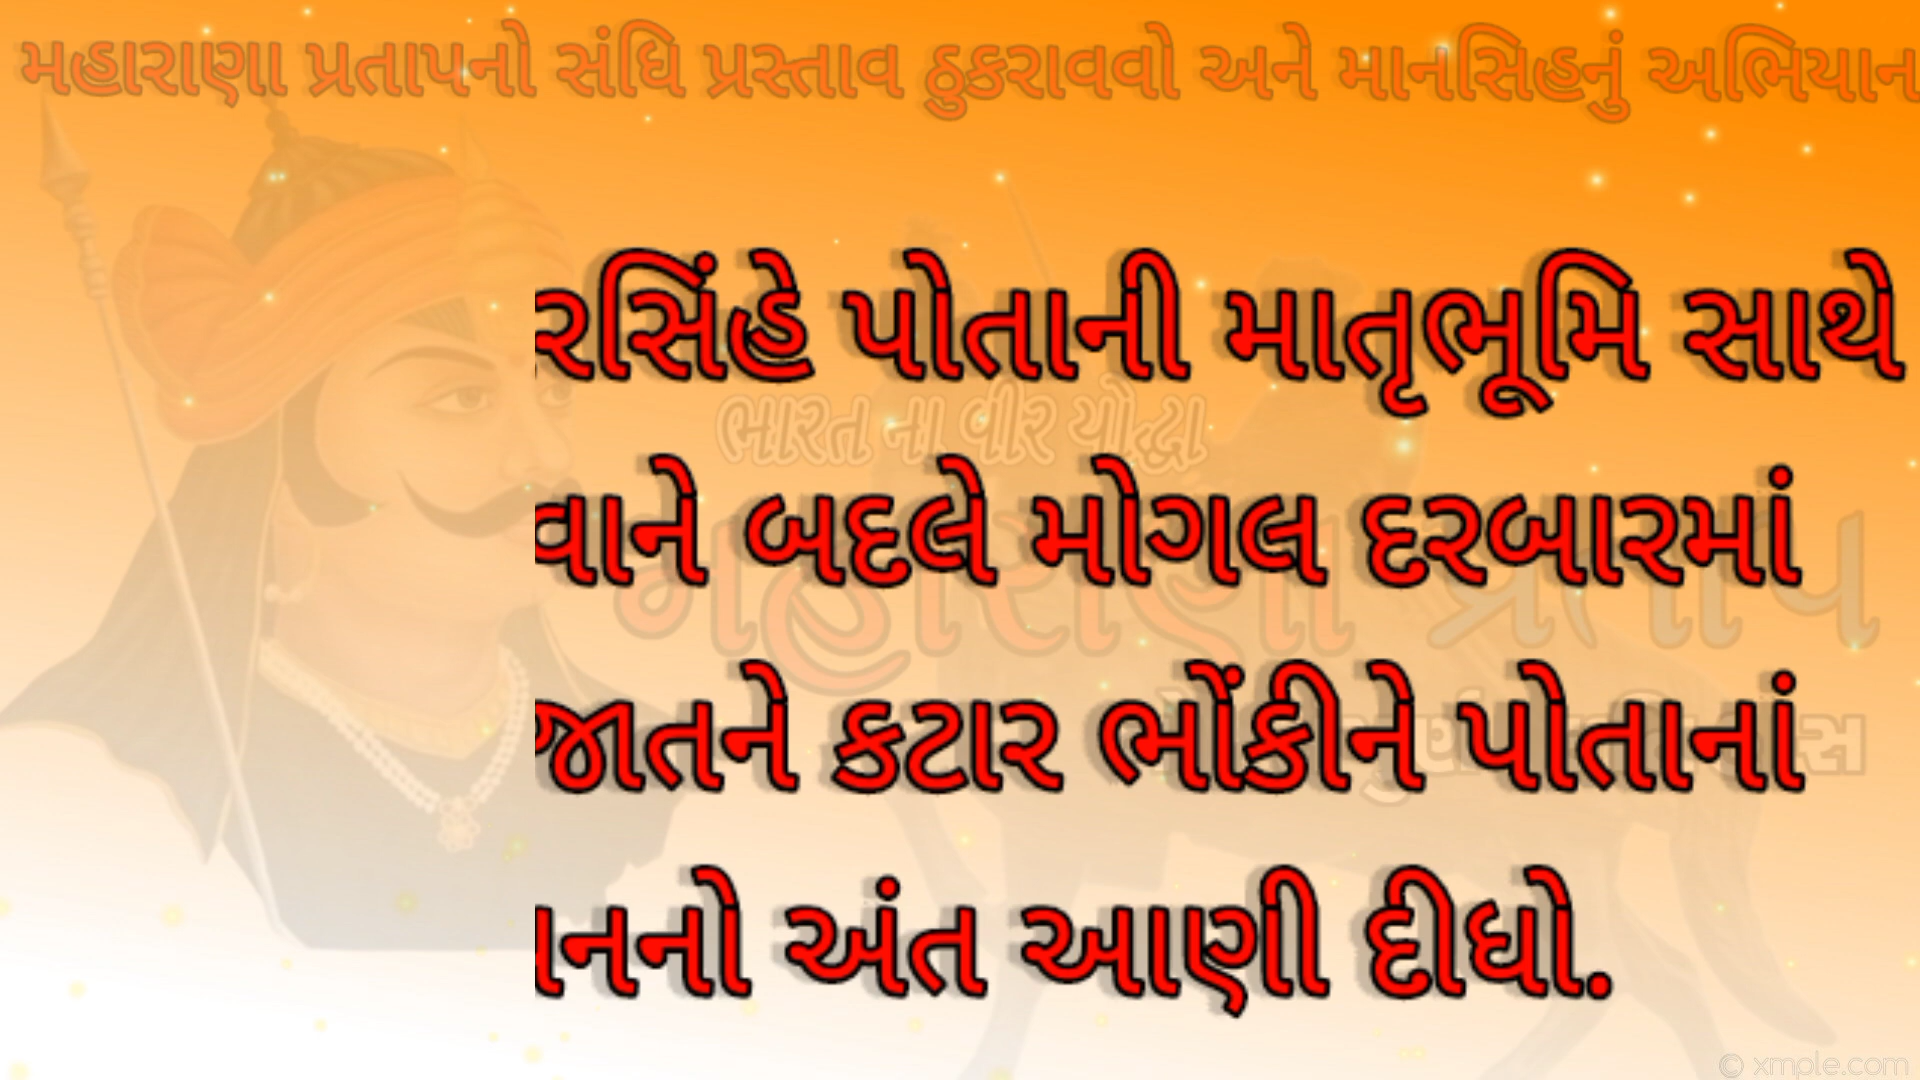 મહારાણા પ્રતાપનો સંધિ પ્રસ્તાવ ઠુકરાવવો અને માનસિહનું અભિયાન
રસિંહે પોતાની માતૃભૂમિ સાથે
ભારત ના વીર યોદ્ધા
વાને બદલે મોગલ દરબારમાં
મહારાણા પ્રતાપ
જાતને કટાર ભોંકીને પોતાનાં
નનો અંત આણી દીધો.
© xmple.com